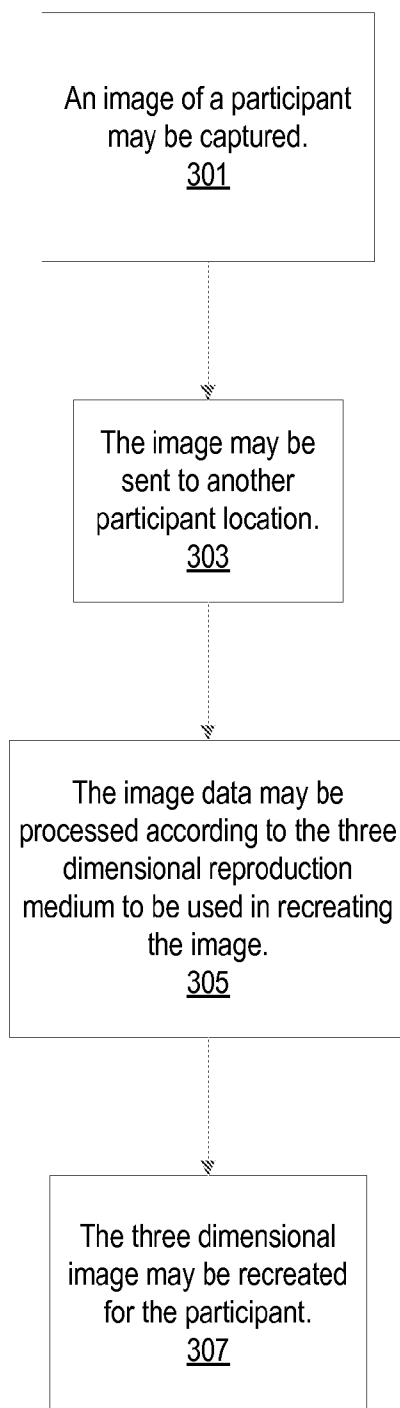 An image of a participant
may be captured.
301
The image may be
sent to another
participant location.
303
The image data may be
processed according to the three
dimensional reproduction
medium to be used in recreating
the image.
305
The three dimensional
image may be recreated
for the participant.
307